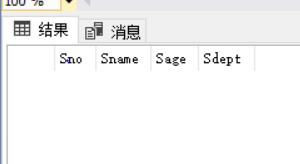 100 %
结果 消息
Sno Sname Sage Sdept